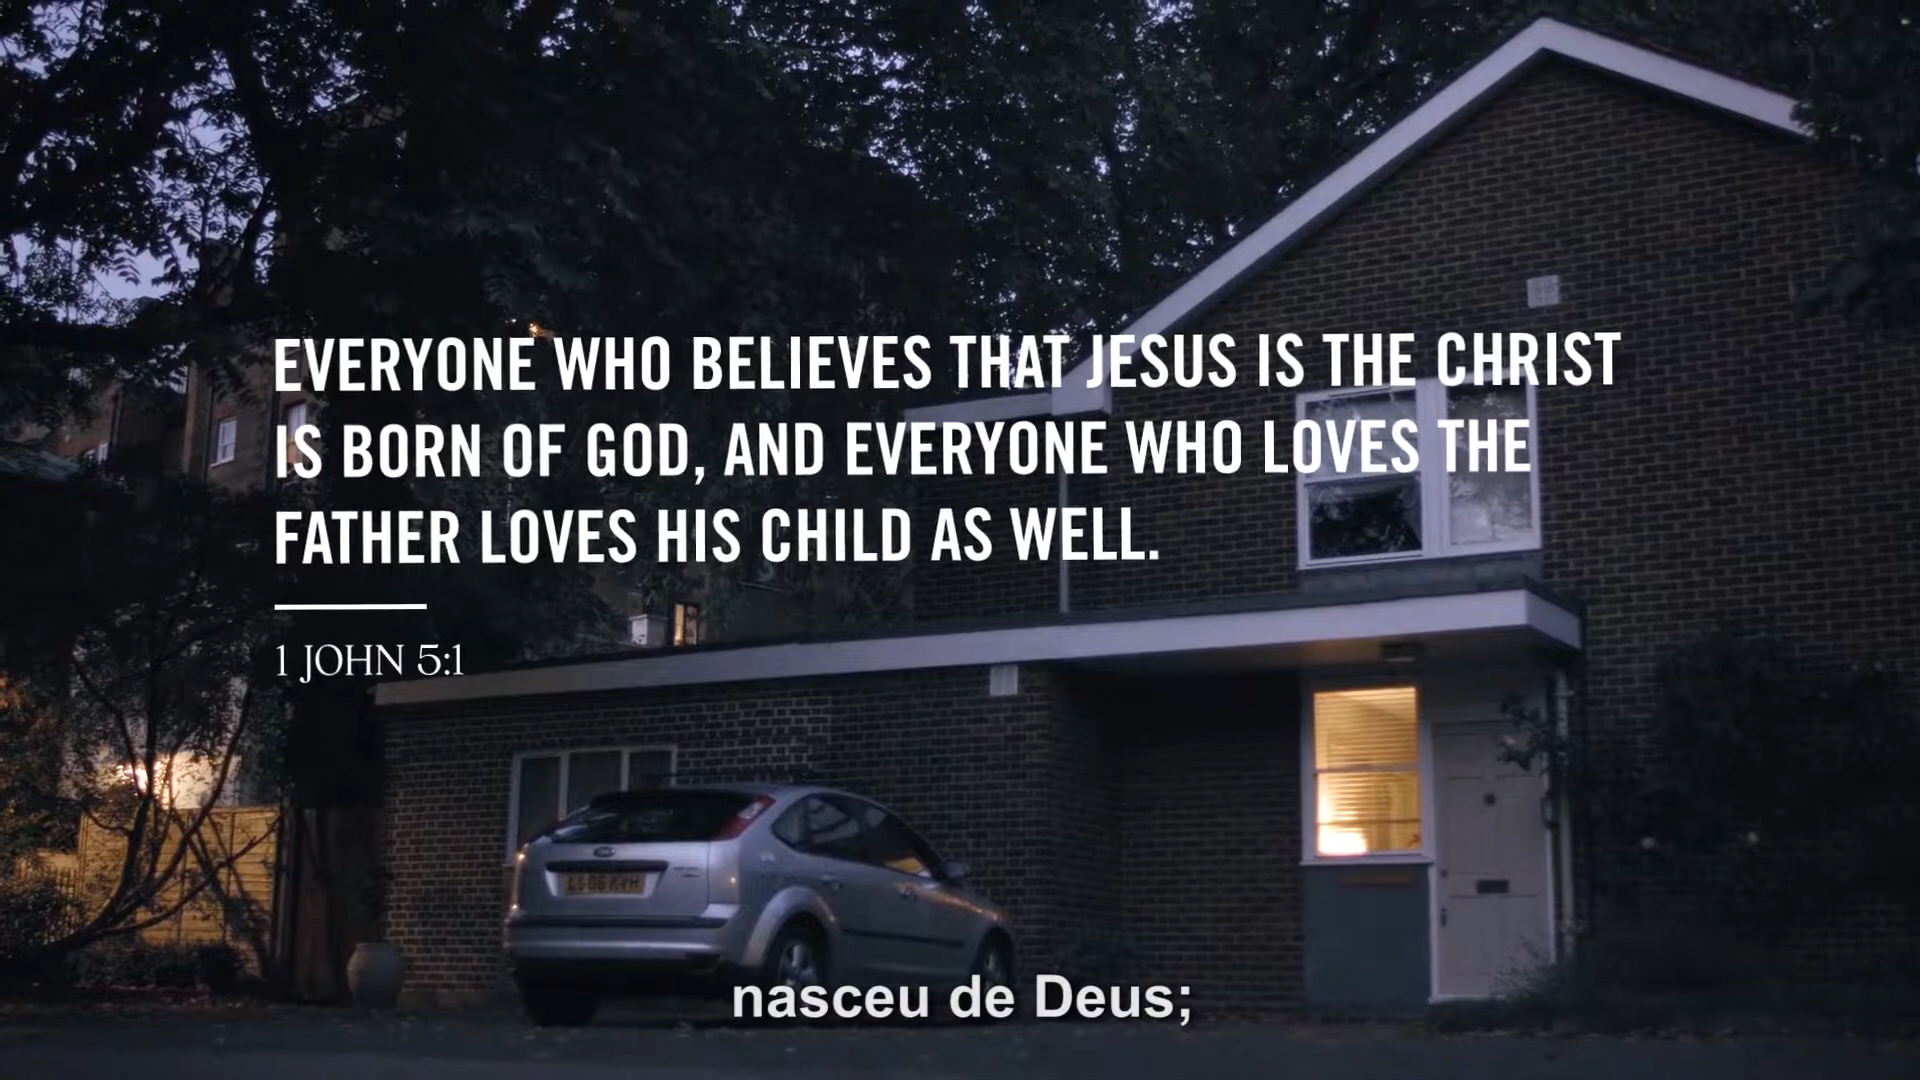 EVERYONE WHO BELIEVES THAT JESUS IS THE CHRIST
IS BORN OF GOD, AND EVERYONE WHO LOVES THE
FATHER LOVES HIS CHILD AS WELL.
1 JOHN 5:1
nasceu de Deus;